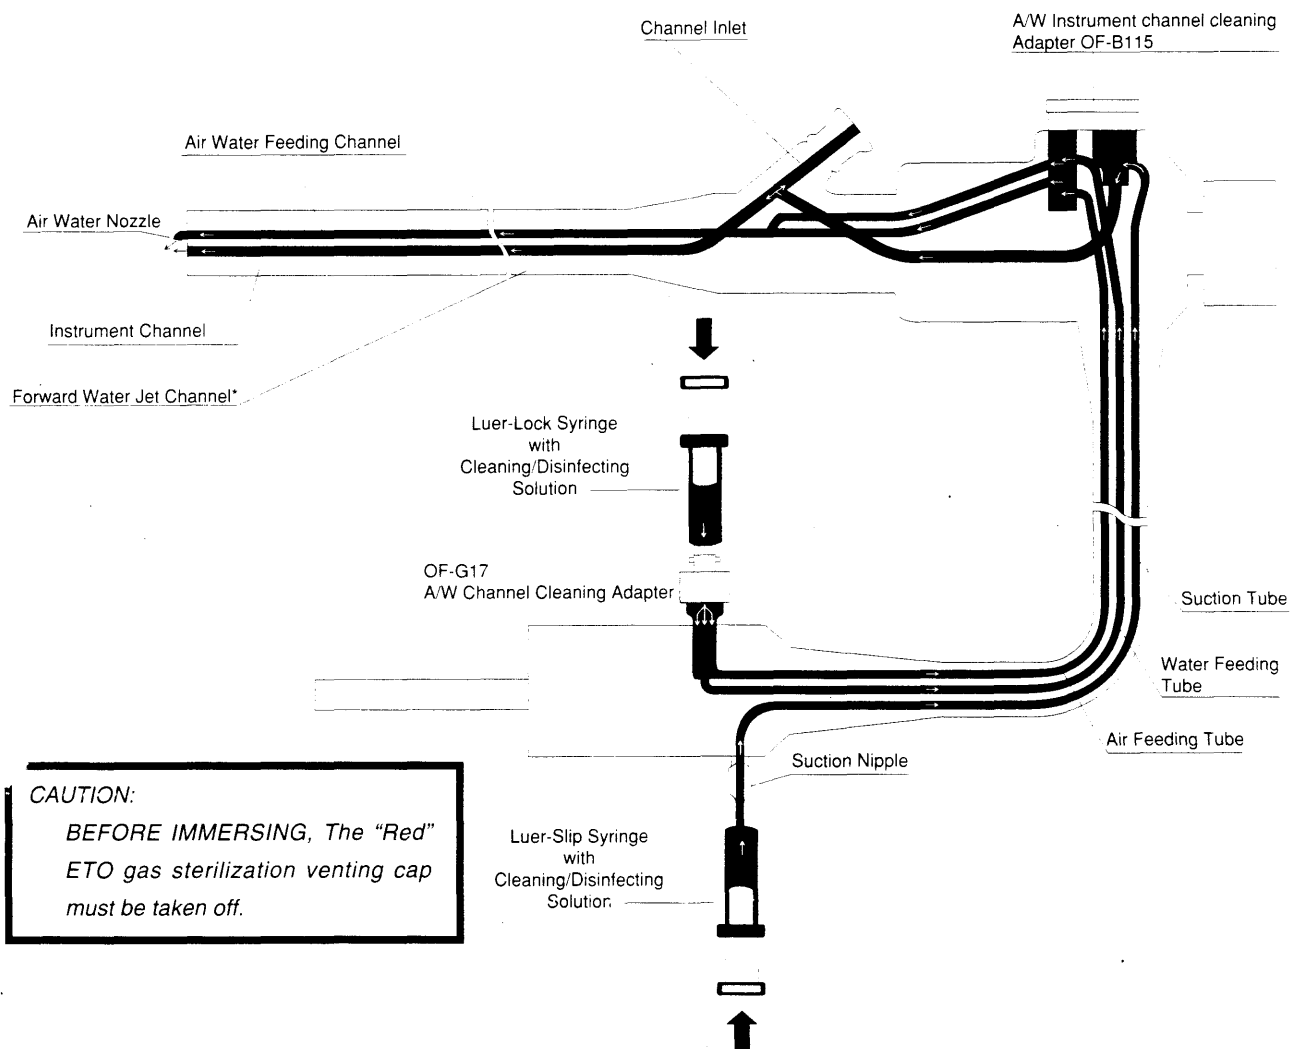 Channel Inlet
A/W Instrument channel cleaning
Adapter OF-B115
Air Water Feeding Channel
Air Water Nozzle
Instrument Channel
Forward Water Jet Channel*
Luer-Lock Syringe
with
Cleaning/Disinfecting
Solution
OF-G17
A/W Channel Cleaning Adapter
Suction Tube
Water Feeding
Tube
Air Feeding Tube
Suction Nipple
Luer-Slip Syringe
with
Cleaning/Disinfecting
Solution
CAUTION:
BEFORE IMMERSING, The “Red”
ETO gas sterilization venting cap
must be taken off.